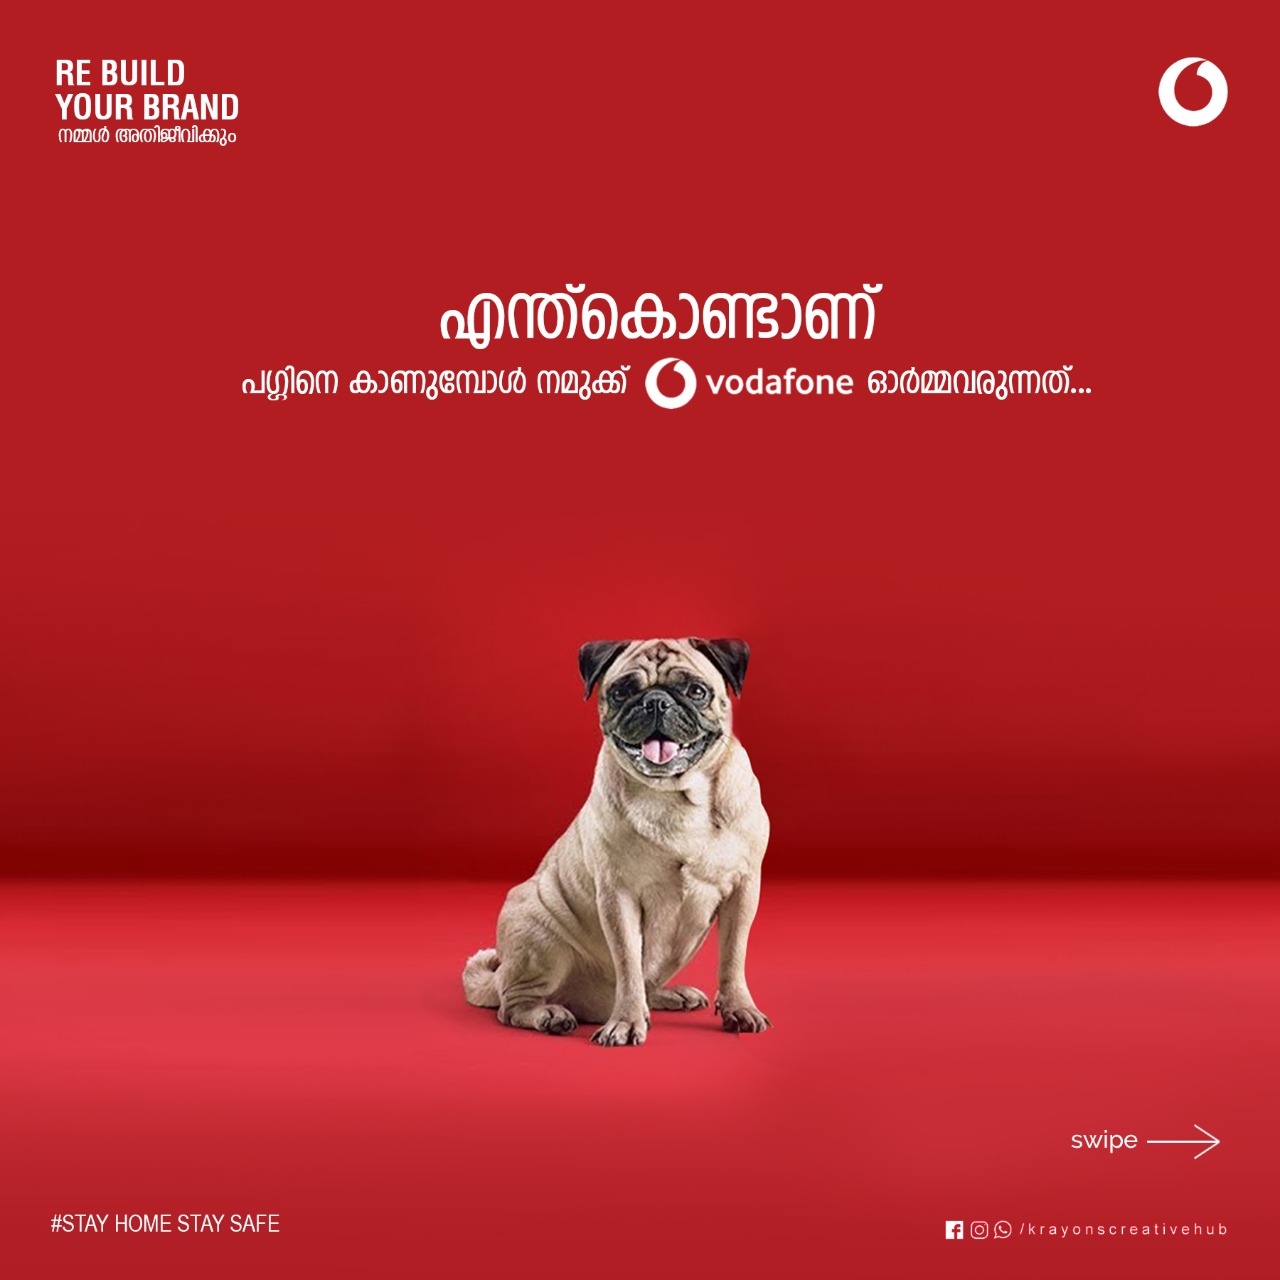 RE BUILD
YOUR BRAND
നമ്മൾ അതിജീവിക്കും
എന്ത്കൊണ്ടാണ്
പഗ്ഗിനെ കാണുമ്പോൾ നമുക്ക് vodafone ഓർമ്മവരുന്നത്...
swipe
#STAY HOME STAY SAFE
/krayonscreativehub